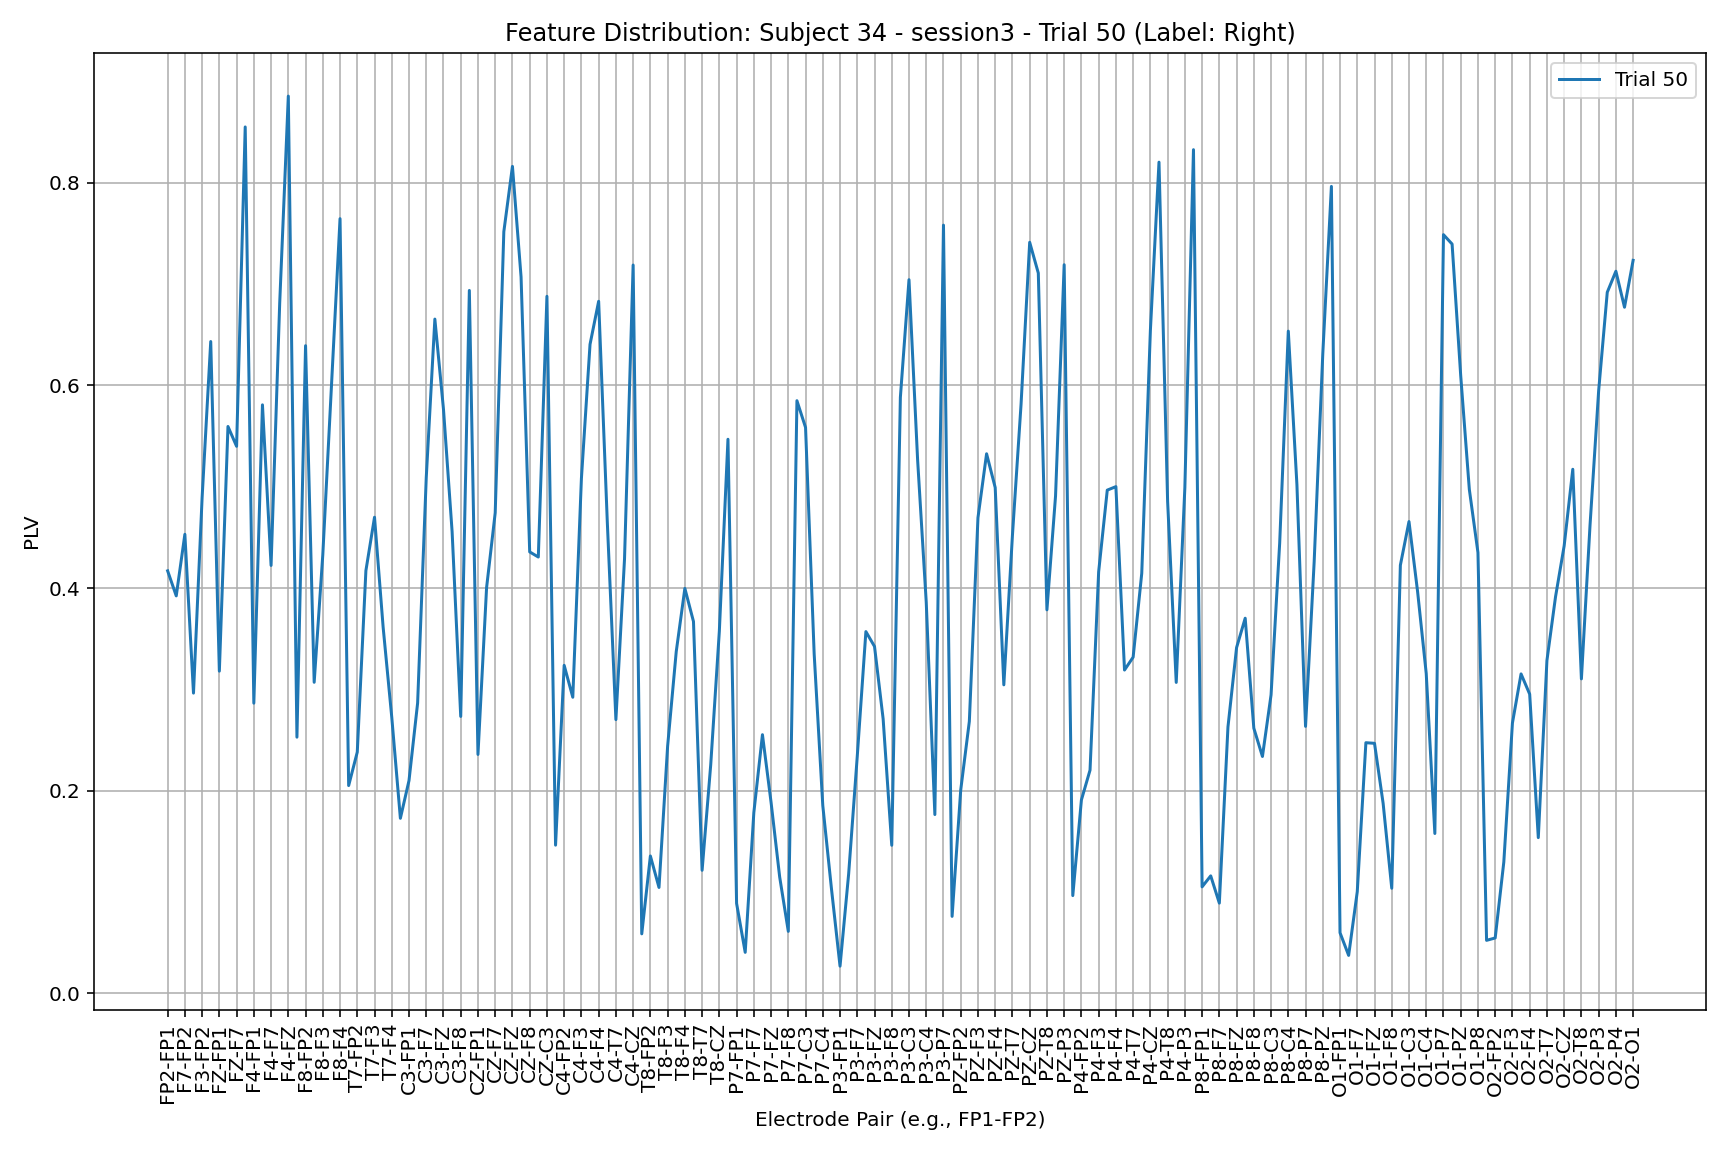 Feature Distribution: Subject 34 - session3 - Trial 50 (Label: Right)
Trial 50
PLV
0.8
0.6
0.4
0.2
0.0
FP2-FP1
F7-FP2
F3-FP2
FZ-FP1
FZ-F7
F4-FP1
F4-F7
F4-FZ
F8-FP2
F8-F3
F8-F4
T7-FP2
T7-F3
T7-F4
C3-FP1
C3-F7
C3-FZ
C3-F8
CZ-FP1
CZ-F7
CZ-FZ
CZ-F8
CZ-C3
C4-FP2
C4-F3
C4-F4
C4-T7
C4-CZ
T8-FP2
T8-F3
T8-F4
T8-T7
T8-CZ
P7-FP1
P7-F7
P7-FZ
P7-F8
P7-C3
P7-C4
P3-FP1
P3-F7
P3-FZ
P3-F8
P3-C3
P3-C4
P3-P7
PZ-FP2
PZ-F3
PZ-F4
PZ-T7
PZ-CZ
PZ-T8
PZ-P3
P4-FP2
P4-F3
P4-F4
P4-T7
P4-CZ
P4-T8
P4-P3
P8-FP1
P8-F7
P8-FZ
P8-F8
P8-C3
P8-C4
P8-P7
P8-PZ
O1-FP1
O1-F7
O1-FZ
O1-F8
O1-C3
O1-C4
O1-P7
O1-PZ
O1-P8
O2-FP2
O2-F3
O2-F4
O2-T7
O2-CZ
O2-T8
O2-P3
O2-P4
O2-O1
Electrode Pair (e.g., FP1-FP2)